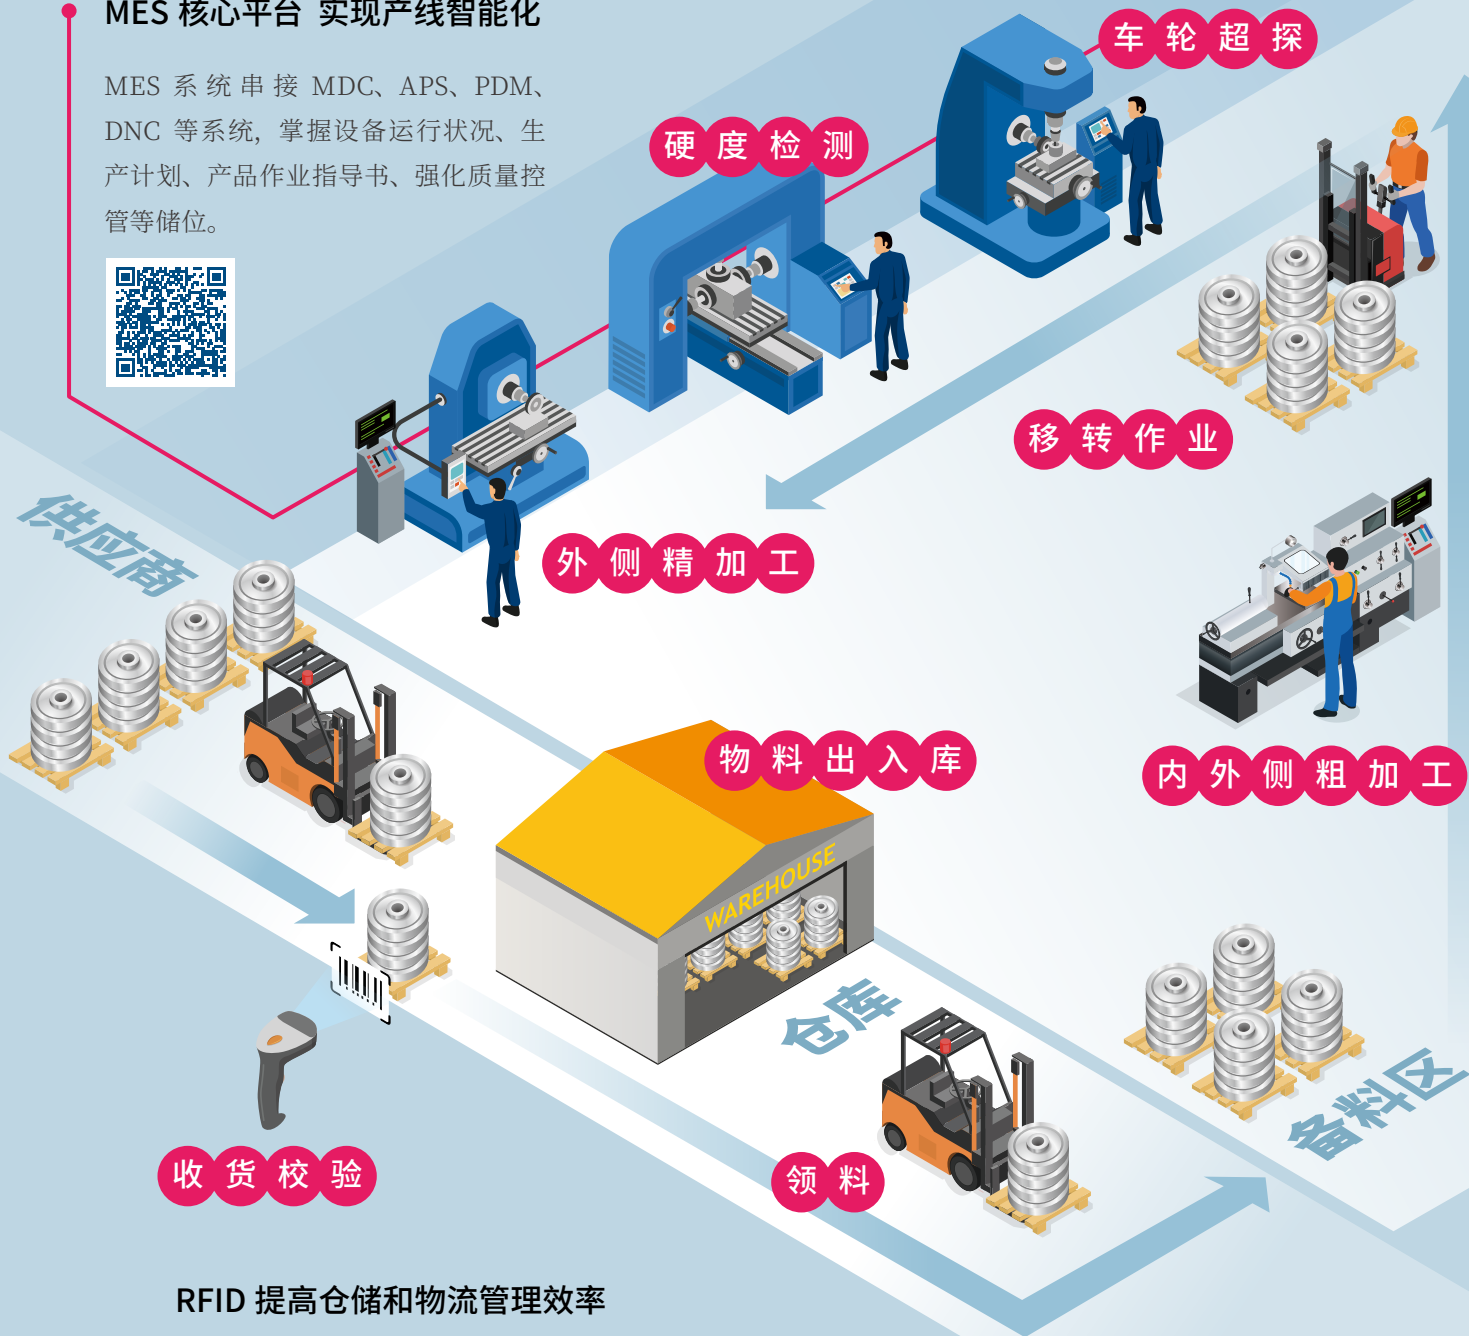 MES 核心平台 实现产线智能化
MES 系统串接 MDC、APS、PDM、
DNC 等系统，掌握设备运行状况、生
产计划、产品作业指导书、强化质量控
管等储位。
车轮超探
硬度检测
移转作业
外侧精加工
供应商
物料出入库
内外侧粗加工
WAREHOUSE
仓库
备料区
收货校验
领料
RFID 提高仓储和物流管理效率